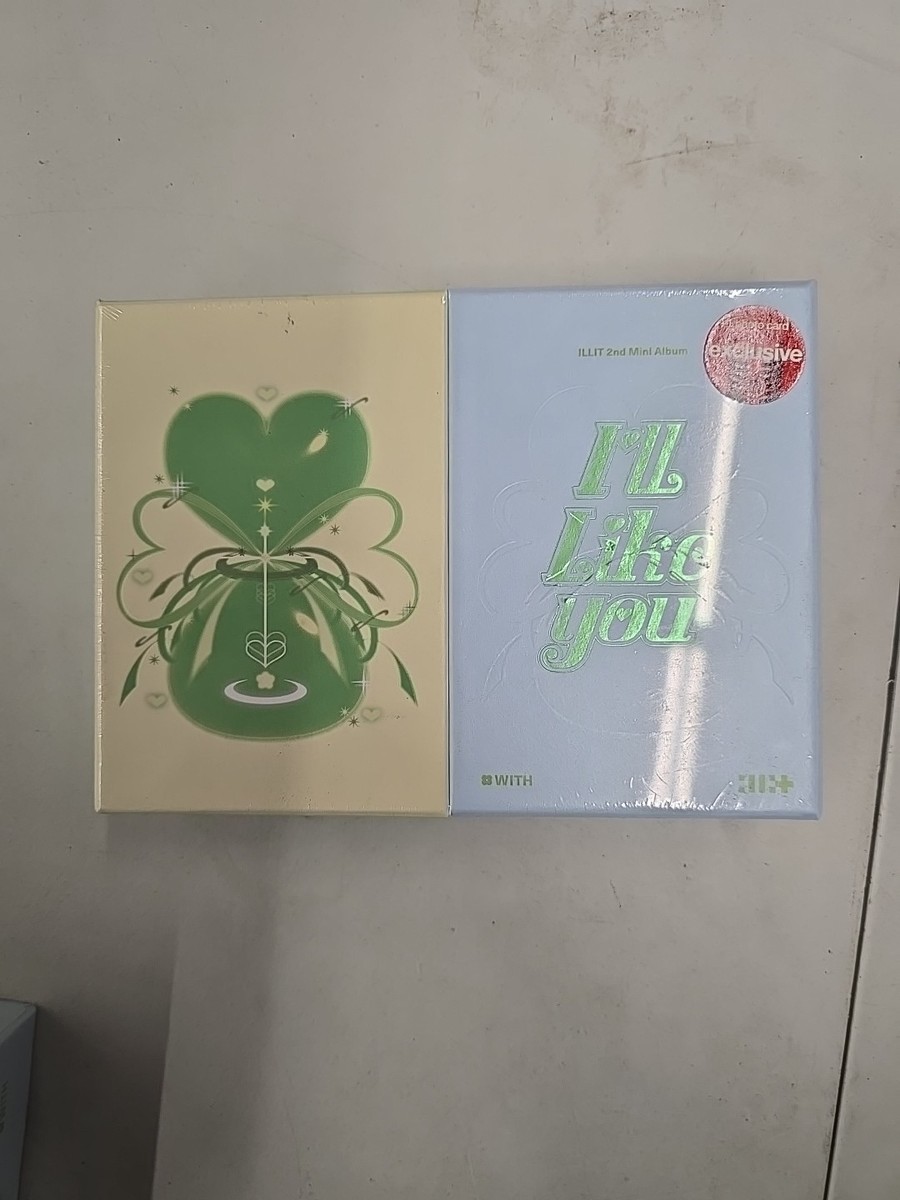 ILLIT 2nd Mini Album
exclusive
I'll
Like
you
WITH